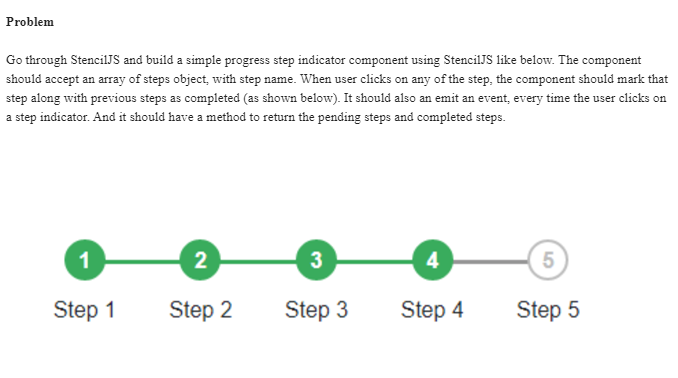 Problem
Go through StencilJS and build a simple progress step indicator component using StencilJS like below. The component
should accept an array of steps object, with step name. When user clicks on any of the step, the component should mark that
step along with previous steps as completed (as shown below). It should also an emit an event, every time the user clicks on
a step indicator. And it should have a method to return the pending steps and completed steps.
1 2 3 4 5
Step 1 Step 2 Step 3 Step 4 Step 5